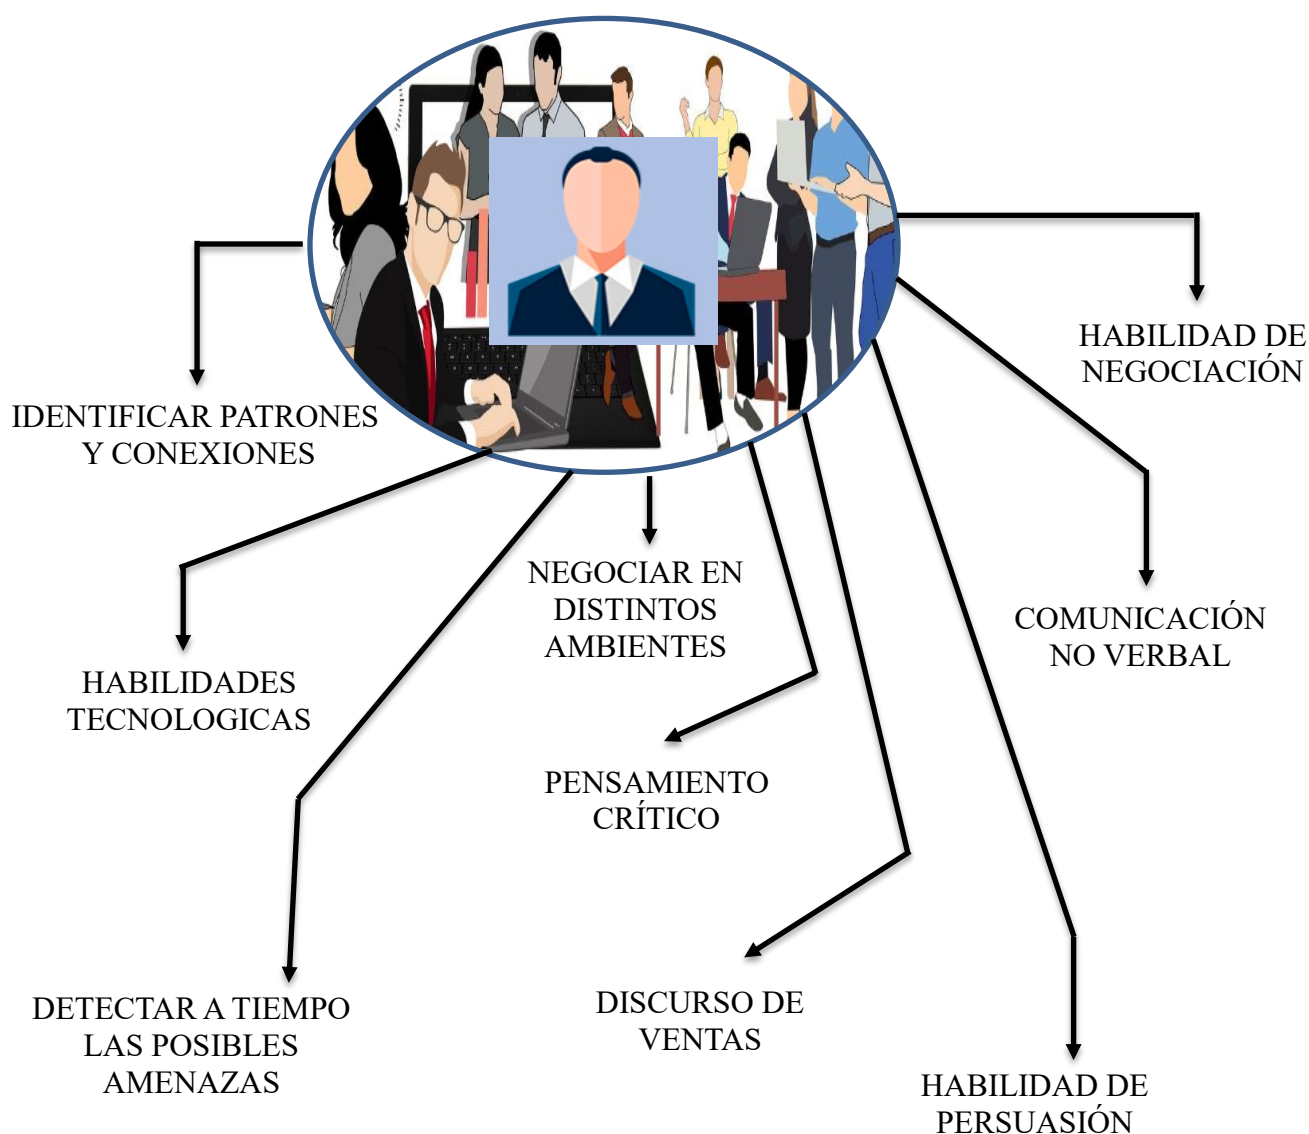 HABILIDAD DE
NEGOCIACIÓN
IDENTIFICAR PATRONES
Y CONEXIONES
NEGOCIAR EN
DISTINTOS
AMBIENTES
COMUNICACIÓN
NO VERBAL
HABILIDADES
TECNOLOGICAS
PENSAMIENTO
CRÍTICO
DETECTAR A TIEMPO
LAS POSIBLES
AMENAZAS
DISCURSO DE
VENTAS
HABILIDAD DE
PERSUASIÓN